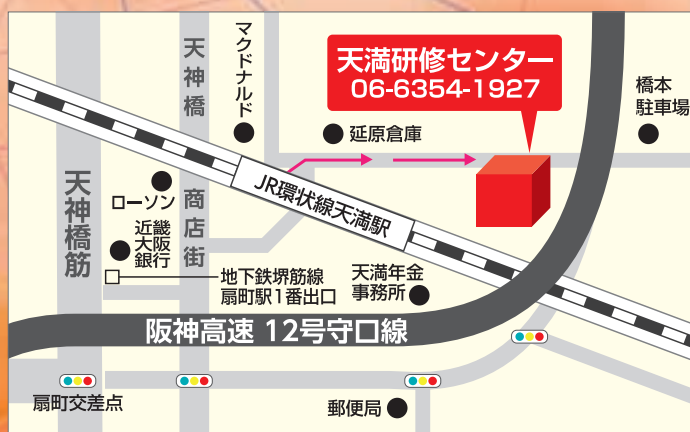 天神橋
マクドナルド
天満研修センター
06-6354-1927
橋本
駐車場
延原倉庫
JR環状線天満駅
天神橋筋
ローソン
商店街
近畿
大阪
銀行
地下鉄堺筋線
扇町駅1番出口
天満年金
事務所
阪神高速 12号守口線
扇町交差点
郵便局